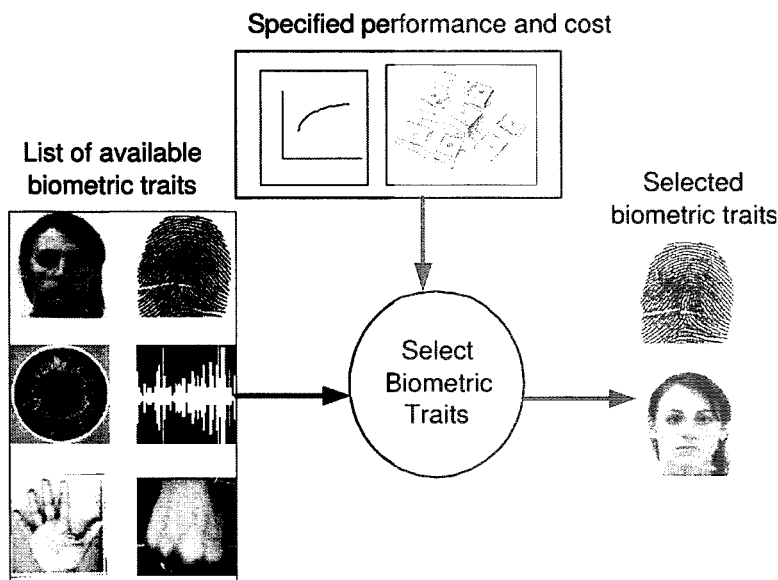 Specified performance and cost
List of available
biometric traits
Selected
biometric traits
Select
Biometric
Traits